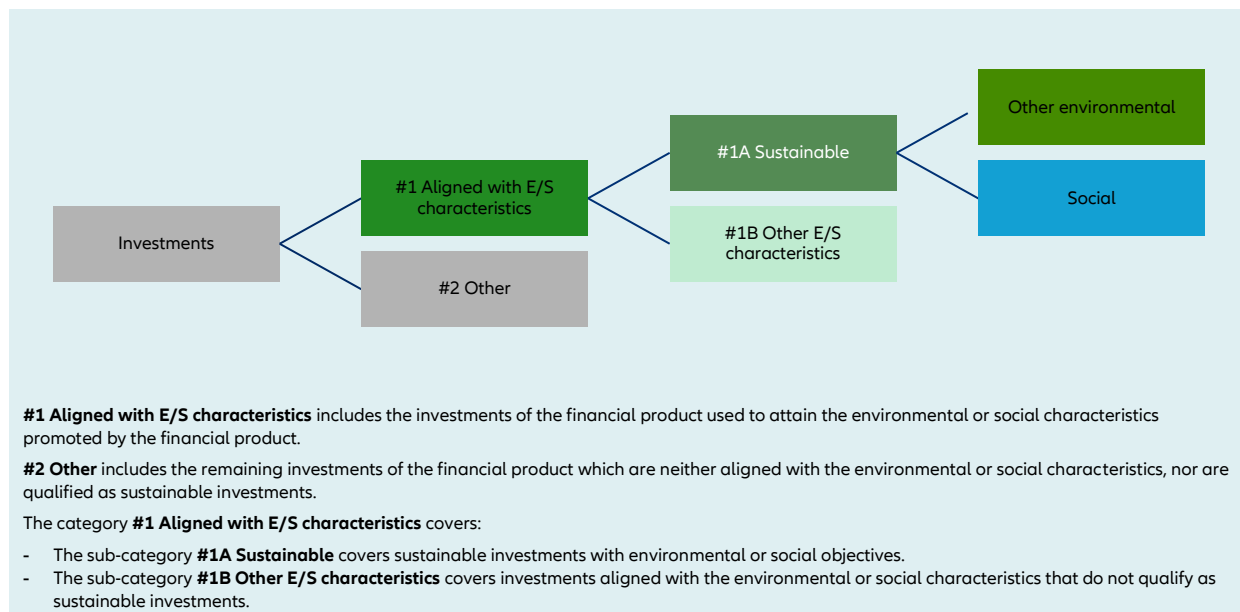 Other environmental
#1A Sustainable
#1 Aligned with E/S
characteristics
Social
Investments
#1B Other E/S
characteristics
#2 Other
#1 Aligned with E/S characteristics includes the investments of the financial product used to attain the environmental or social characteristics
promoted by the financial product.
#2 Other includes the remaining investments of the financial product which are neither aligned with the environmental or social characteristics, nor are
qualified as sustainable investments.
The category #1 Aligned with E/S characteristics covers:
- The sub-category #1A Sustainable covers sustainable investments with environmental or social objectives.
- The sub-category #1B Other E/S characteristics covers investments aligned with the environmental or social characteristics that do not qualify as
sustainable investments.